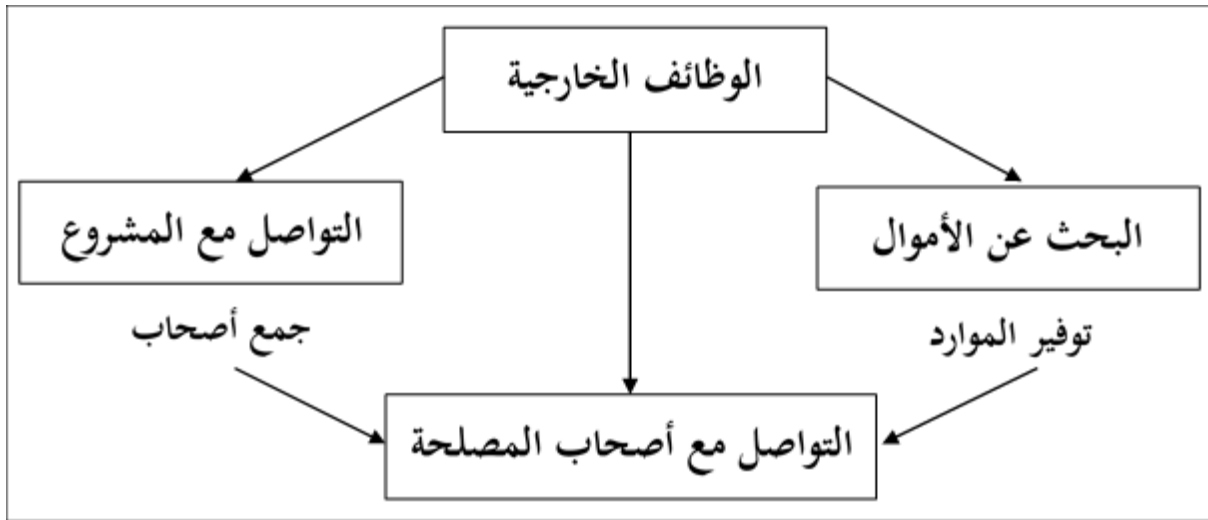 الوظائف الخارجية
البحث عن الأموال
التواصل مع المشروع
توفير الموارد
جمع أصحاب
التواصل مع أصحاب المصلحة